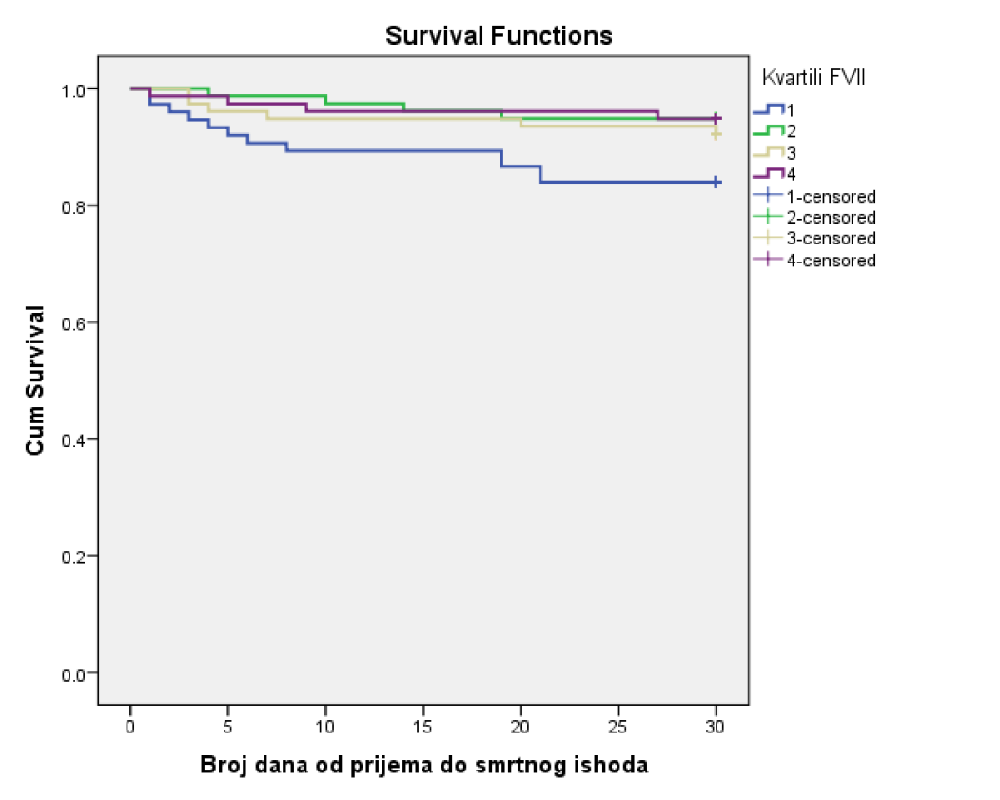 Survival Functions
Kvartili FVII
1
2
3
4
1-censored
2-censored
3-censored
4-censored
Cum Survival
1.0
0.8
0.6
0.4
0.2
0.0
0 5 10 15 20 25 30
Broj dana od prijema do smrtnog ishoda